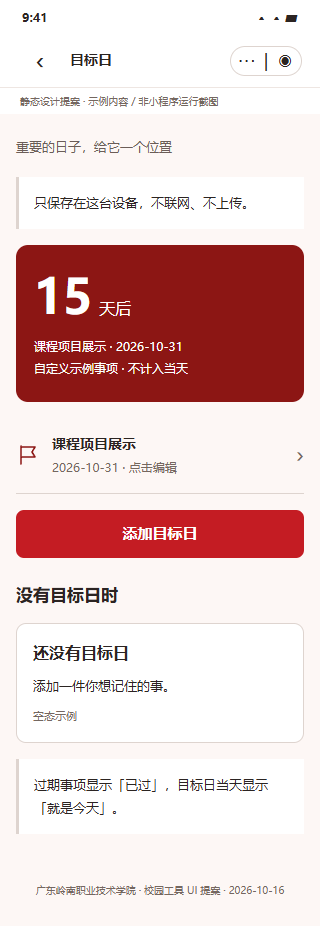 9:41
目标日
静态设计提案 · 示例内容 / 非小程序运行截图
重要的日子，给它一个位置
只保存在这台设备，不联网、不上传。
15 天后
课程项目展示 · 2026-10-31
自定义示例事项 · 不计入当天
课程项目展示
2026-10-31 · 点击编辑
添加目标日
没有目标日时
还没有目标日
添加一件你想记住的事。
空态示例
过期事项显示「已过」，目标日当天显示
「就是今天」。
广东岭南职业技术学院 · 校园工具 UI 提案 · 2026-10-16